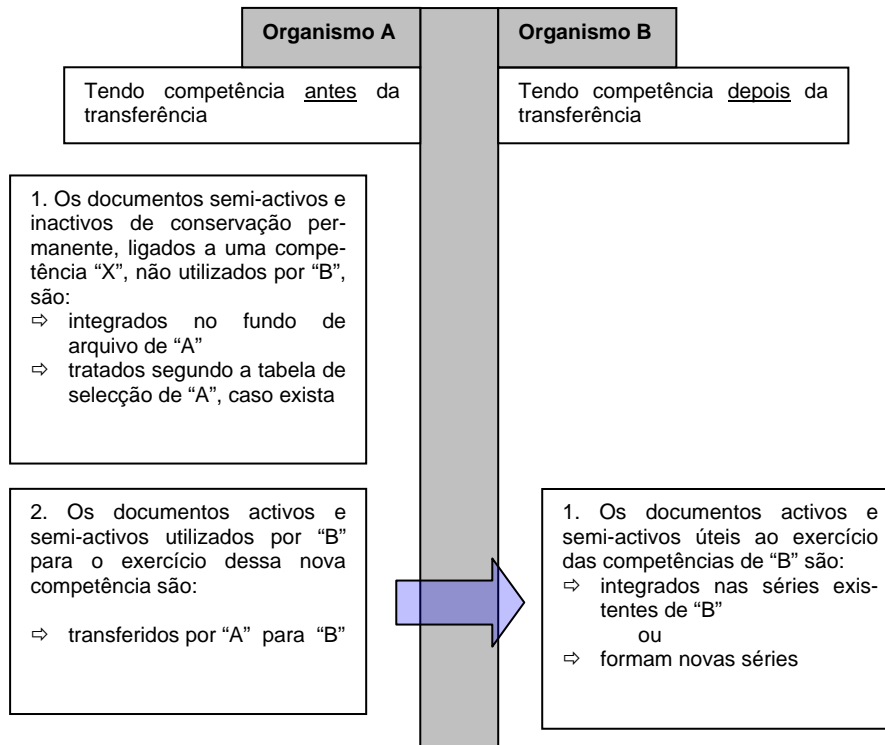 Organismo A
Organismo B
Tendo competência antes da
transferência
Tendo competência depois da
transferência
1. Os documentos semi-activos e
inactivos de conservação per-
manente, ligados a uma compe-
tência “X”, não utilizados por “B”,
são:
⇨ integrados no fundo de
arquivo de “A”
⇨ tratados segundo a tabela de
selecção de “A”, caso exista
2. Os documentos activos e
semi-activos utilizados por “B”
para o exercício dessa nova
competência são:
⇨ transferidos por “A” para “B”
1. Os documentos activos e
semi-activos úteis ao exercício
das competências de “B” são:
⇨ integrados nas séries exis-
tentes de “B”
ou
⇨ formam novas séries